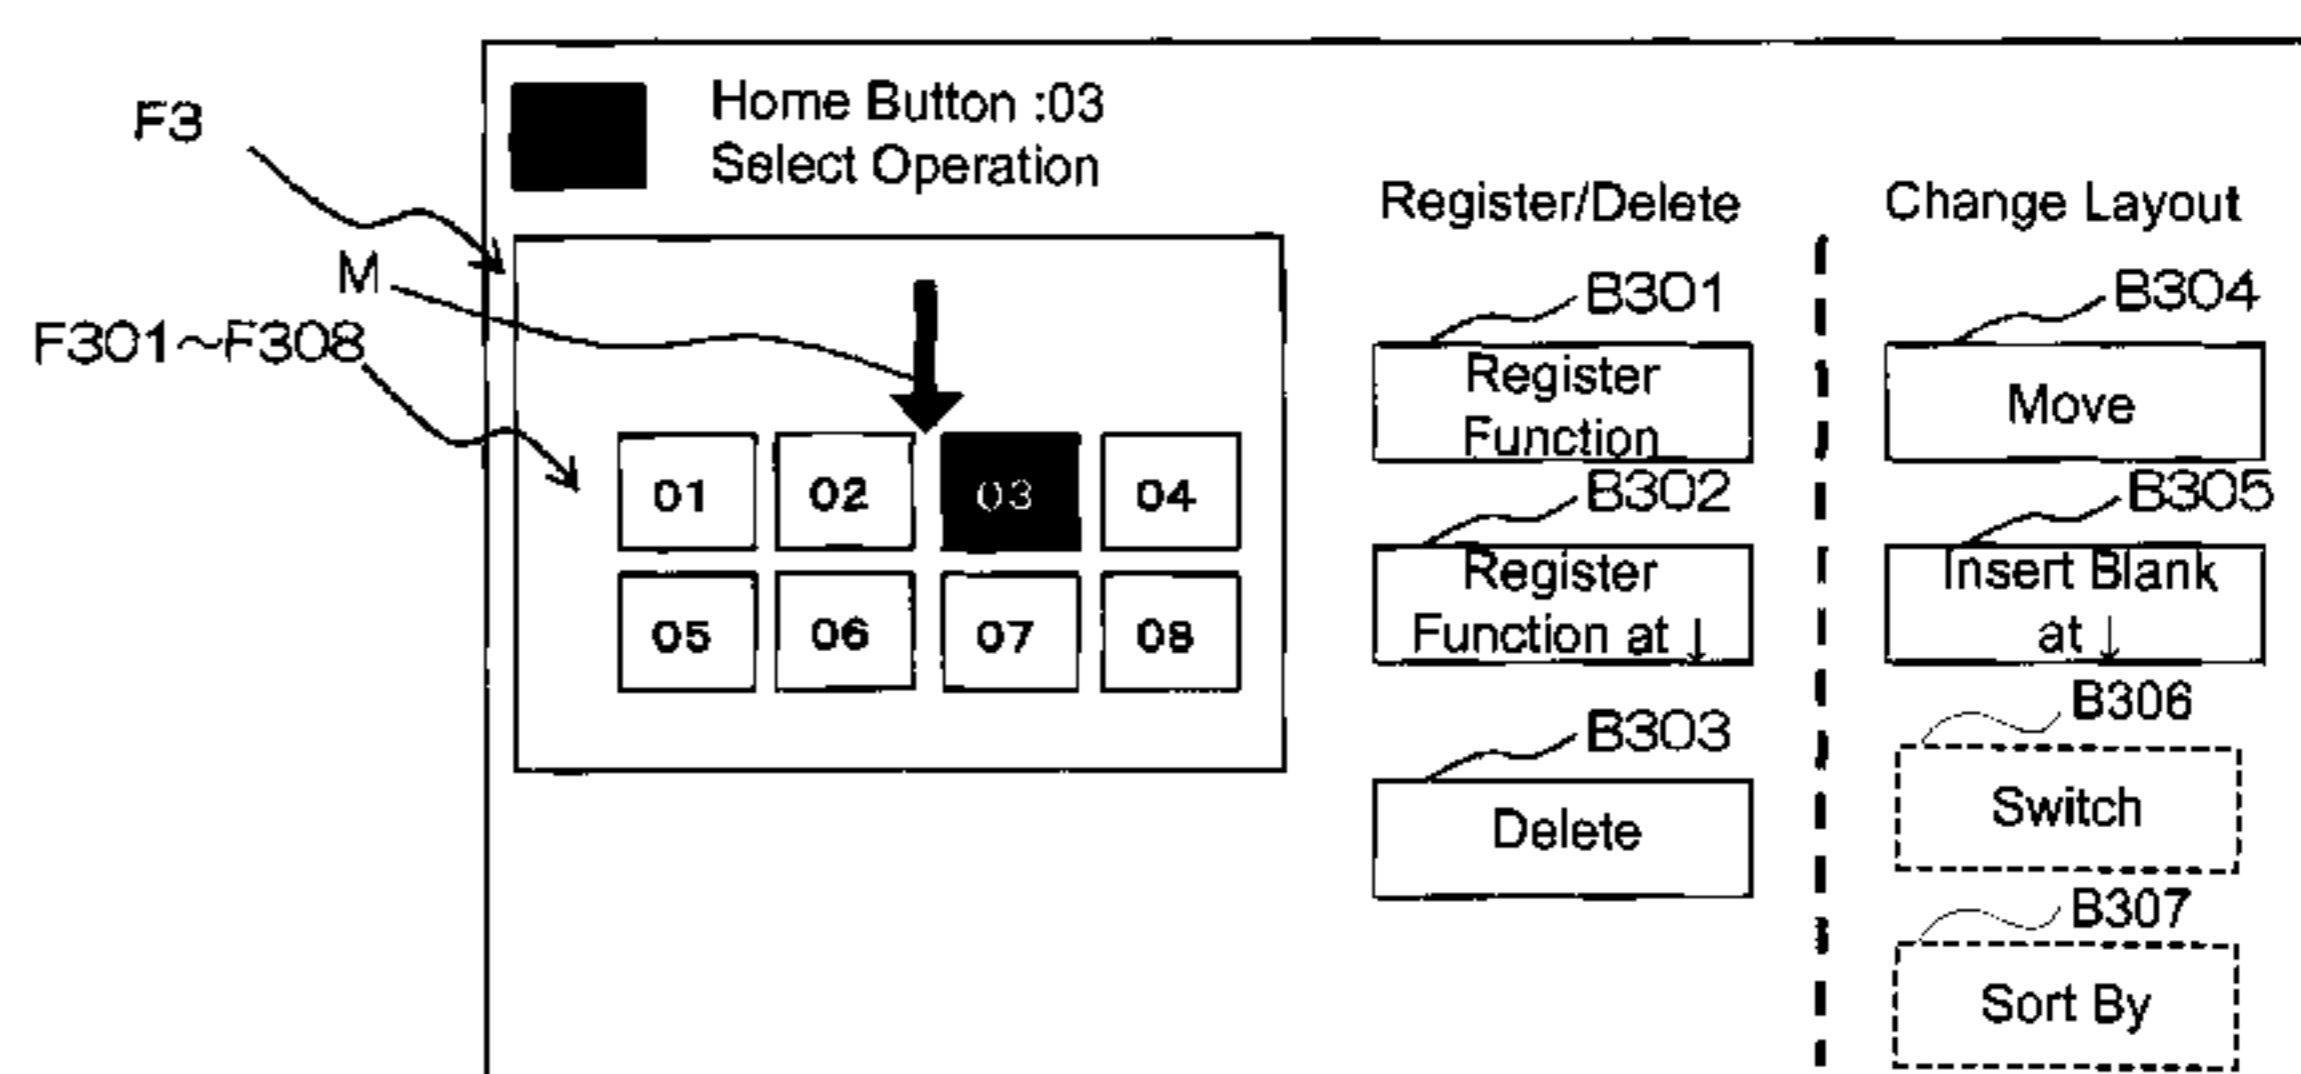 Home Button :03
Select Operation
F3
M
F301~F308
01 02 03 04
05 06 07 08
Register/Delete
B301
Register
Function
B302
Register
Function at ↓
B303
Delete
Change Layout
B304
Move
B305
Insert Blank
at ↓
B306
Switch
B307
Sort By